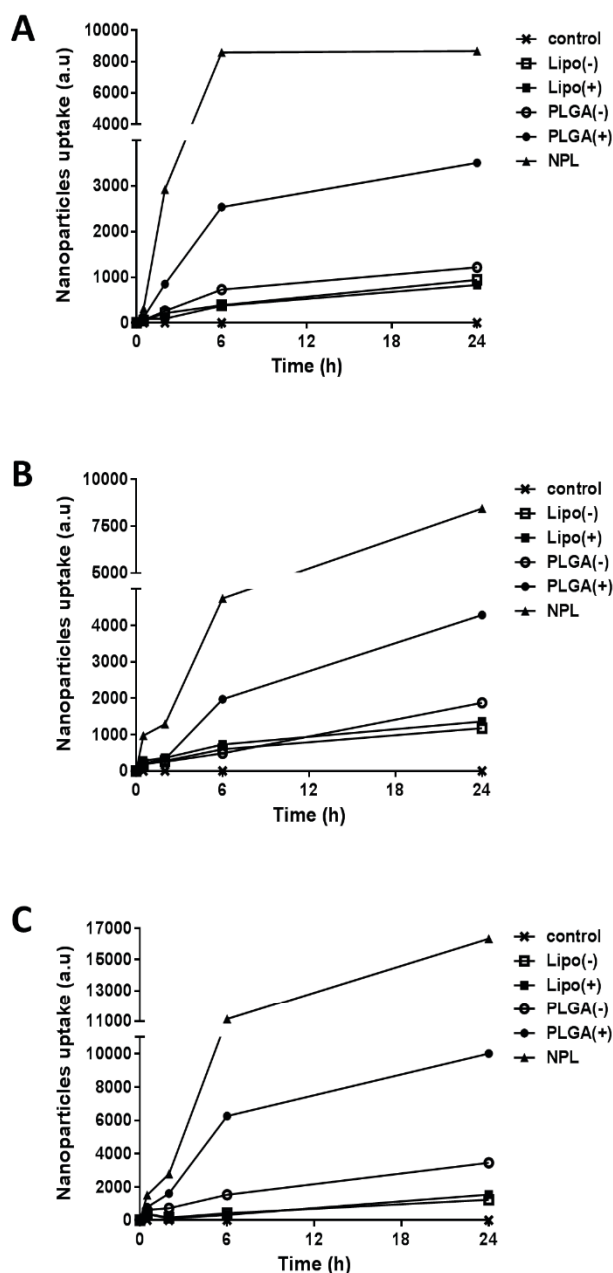 A
Nanoparticles uptake (a.u)
10000
8000
6000
4000
3000
2000
1000
0
0
6
12
18
24
Time (h)
control
Lipo(-)
Lipo(+)
PLGA(-)
PLGA(+)
NPL
B
Nanoparticles uptake (a.u)
10000
7500
5000
4000
3000
2000
1000
0
0
6
12
18
24
Time (h)
control
Lipo(-)
Lipo(+)
PLGA(-)
PLGA(+)
NPL
C
Nanoparticles uptake (a.u)
17000
15000
13000
11000
10000
8000
6000
4000
2000
0
0
6
12
18
24
Time (h)
control
Lipo(-)
Lipo(+)
PLGA(-)
PLGA(+)
NPL